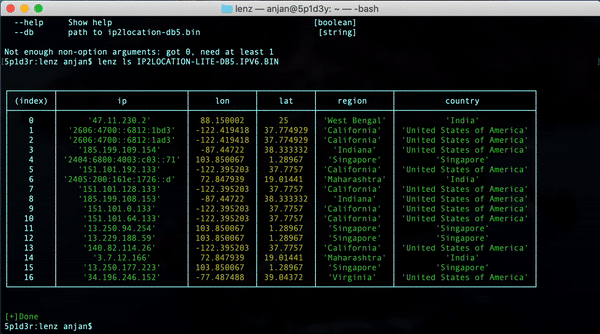 lenz — anjan@5p1d3y: ~ — -bash
--help Show help [boolean]
--db path to ip2location-db5.bin [string]
Not enough non-option arguments: got 0, need at least 1
5p1d3r:lenz anjan$ lenz ls IP2LOCATION-LITE-DB5.IPV6.BIN
(index) ip lon lat region country
0 '47.11.230.2' 88.150002 25 'West Bengal' 'India'
1 '2606:4700::6812:1bd3' -122.419418 37.774929 'California' 'United States of America'
2 '2606:4700::6812:1ad3' -122.419418 37.774929 'California' 'United States of America'
3 '185.199.109.154' -87.44722 38.333332 'Indiana' 'United States of America'
4 '2404:6800:4003:c03::71' 103.850067 1.28967 'Singapore' 'Singapore'
5 '151.101.192.133' -122.395203 37.7757 'California' 'United States of America'
6 '2405:200:161e:1726::d' 72.847939 19.01441 'Maharashtra' 'India'
7 '151.101.128.133' -122.395203 37.7757 'California' 'United States of America'
8 '185.199.108.153' -87.44722 38.333332 'Indiana' 'United States of America'
9 '151.101.0.133' -122.395203 37.7757 'California' 'United States of America'
10 '151.101.64.133' -122.395203 37.7757 'California' 'United States of America'
11 '13.250.94.254' 103.850067 1.28967 'Singapore' 'Singapore'
12 '13.229.188.59' 103.850067 1.28967 'Singapore' 'Singapore'
13 '140.82.114.26' -122.395203 37.7757 'California' 'United States of America'
14 '3.7.12.166' 72.847939 19.01441 'Maharashtra' 'India'
15 '13.250.177.223' 103.850067 1.28967 'Singapore' 'Singapore'
16 '34.196.246.152' -77.487488 39.04372 'Virginia' 'United States of America'
[+]Done
5p1d3r:lenz anjan$